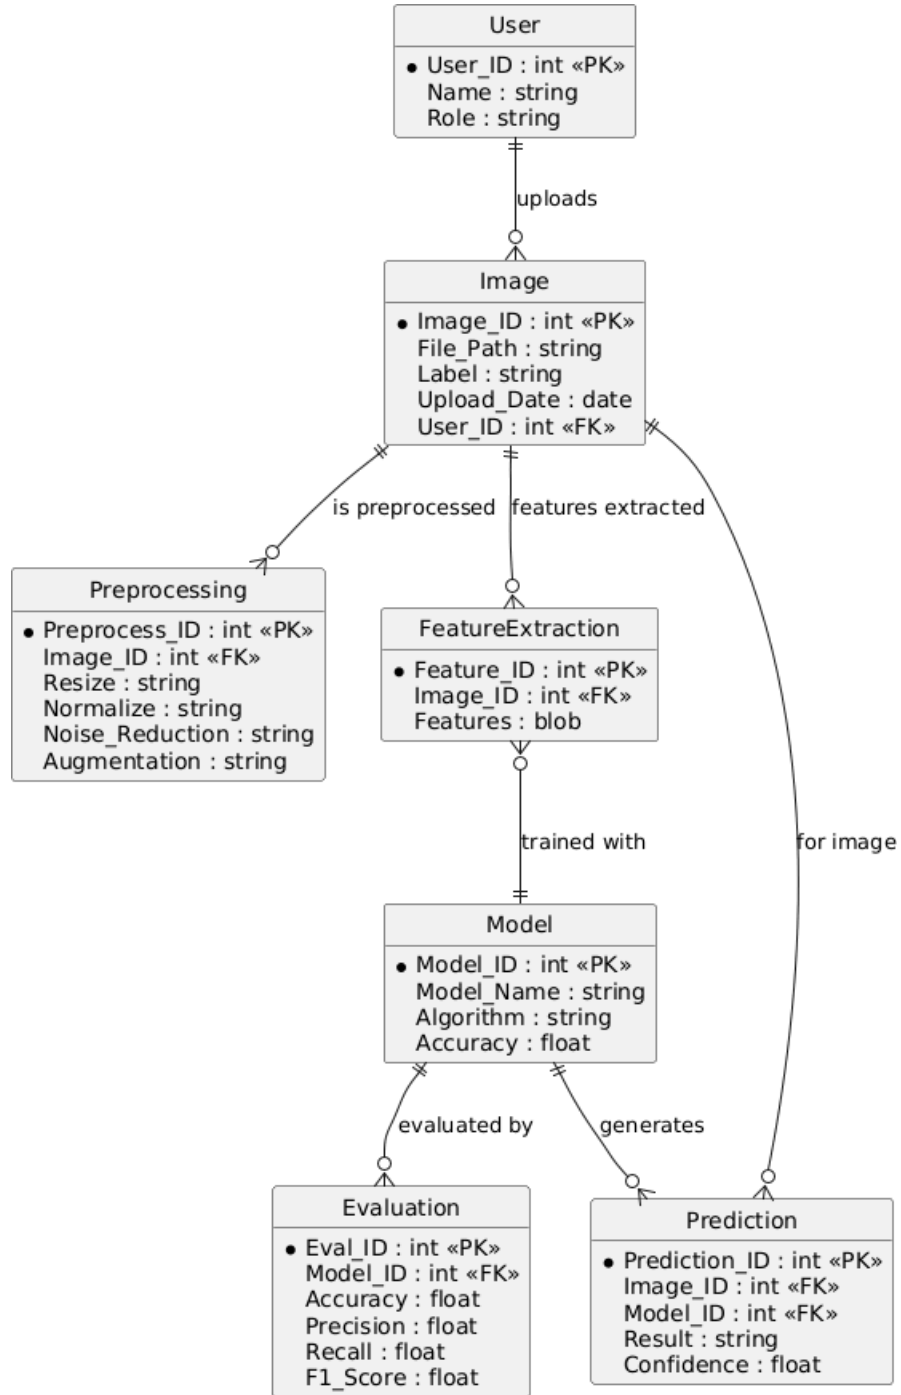 User
User_ID : int «PK»
Name : string
Role : string
uploads
Image
Image_ID : int «PK»
File_Path : string
Label : string
Upload_Date : date
User_ID : int «FK»
is preprocessed
features extracted
Preprocessing
Preprocess_ID : int «PK»
Image_ID : int «FK»
Resize : string
Normalize : string
Noise_Reduction : string
Augmentation : string
FeatureExtraction
Feature_ID : int «PK»
Image_ID : int «FK»
Features : blob
trained with
for image
Model
Model_ID : int «PK»
Model_Name : string
Algorithm : string
Accuracy : float
evaluated by
generates
Evaluation
Eval_ID : int «PK»
Model_ID : int «FK»
Accuracy : float
Precision : float
Recall : float
F1_Score : float
Prediction
Prediction_ID : int «PK»
Image_ID : int «FK»
Model_ID : int «FK»
Result : string
Confidence : float